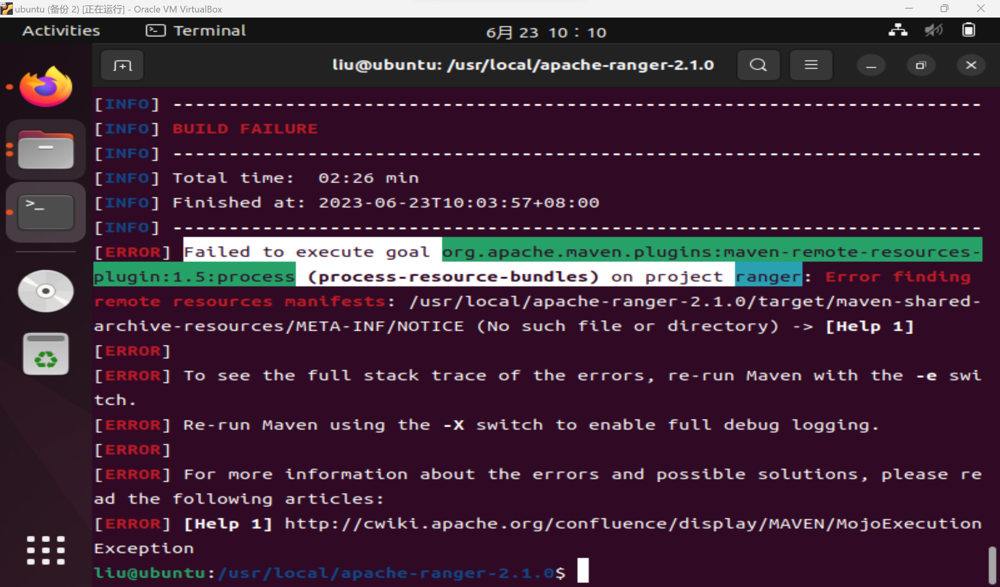 64
ubuntu (备份 2) [正在运行] - Oracle VM VirtualBox
Activities
Terminal
6月 23 10：10
liu@ubuntu: /usr/local/apache-ranger-2.1.0
[INFO] ------------------------------------------------------------------------
[INFO] BUILD FAILURE
[INFO] ------------------------------------------------------------------------
[INFO] Total time:  02:26 min
[INFO] Finished at: 2023-06-23T10:03:57+08:00
[INFO] ------------------------------------------------------------------------
[ERROR] Failed to execute goal org.apache.maven.plugins:maven-remote-resources-
plugin:1.5:process (process-resource-bundles) on project ranger: Error finding
remote resources manifests: /usr/local/apache-ranger-2.1.0/target/maven-shared-
archive-resources/META-INF/NOTICE (No such file or directory) -> [Help 1]
[ERROR]
[ERROR] To see the full stack trace of the errors, re-run Maven with the -e swi
tch.
[ERROR] Re-run Maven using the -X switch to enable full debug logging.
[ERROR]
[ERROR] For more information about the errors and possible solutions, please re
ad the following articles:
[ERROR] [Help 1] http://cwiki.apache.org/confluence/display/MAVEN/MojoExecution
Exception
liu@ubuntu:/usr/local/apache-ranger-2.1.0$